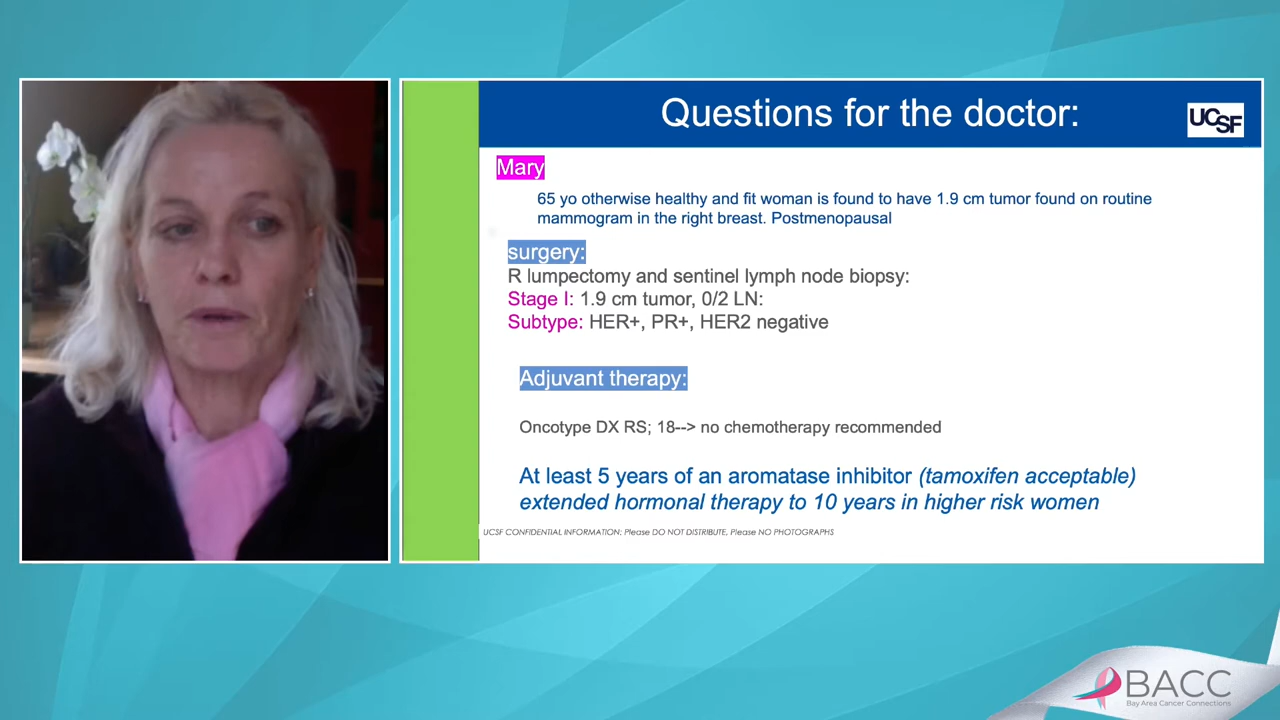 Questions for the doctor:
UCSF
Mary
65 yo otherwise healthy and fit woman is found to have 1.9 cm tumor found on routine
mammogram in the right breast. Postmenopausal
surgery:
R lumpectomy and sentinel lymph node biopsy:
Stage I: 1.9 cm tumor, 0/2 LN:
Subtype: HER+, PR+, HER2 negative
Adjuvant therapy:
Oncotype DX RS; 18--> no chemotherapy recommended
At least 5 years of an aromatase inhibitor (tamoxifen acceptable)
extended hormonal therapy to 10 years in higher risk women
UCSF CONFIDENTIAL INFORMATION; Please DO NOT DISTRIBUTE, Please NO PHOTOGRAPHS
BACC
Bay Area Cancer Connections